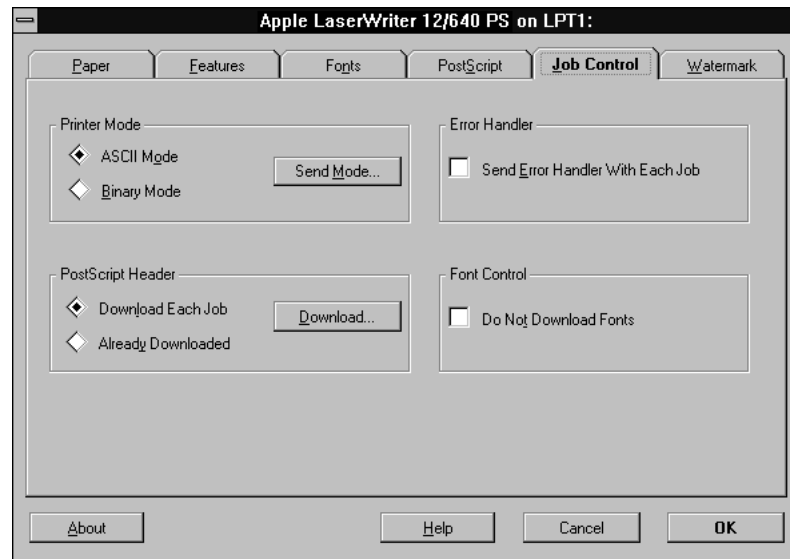 Apple LaserWriter 12/640 PS on LPT1:
Paper Features Fonts PostScript Job Control Watermark
Printer Mode
ASCII Mode
Binary Mode
Send Mode...
Error Handler
Send Error Handler With Each Job
PostScript Header
Download Each Job
Already Downloaded
Download...
Font Control
Do Not Download Fonts
About Help Cancel OK